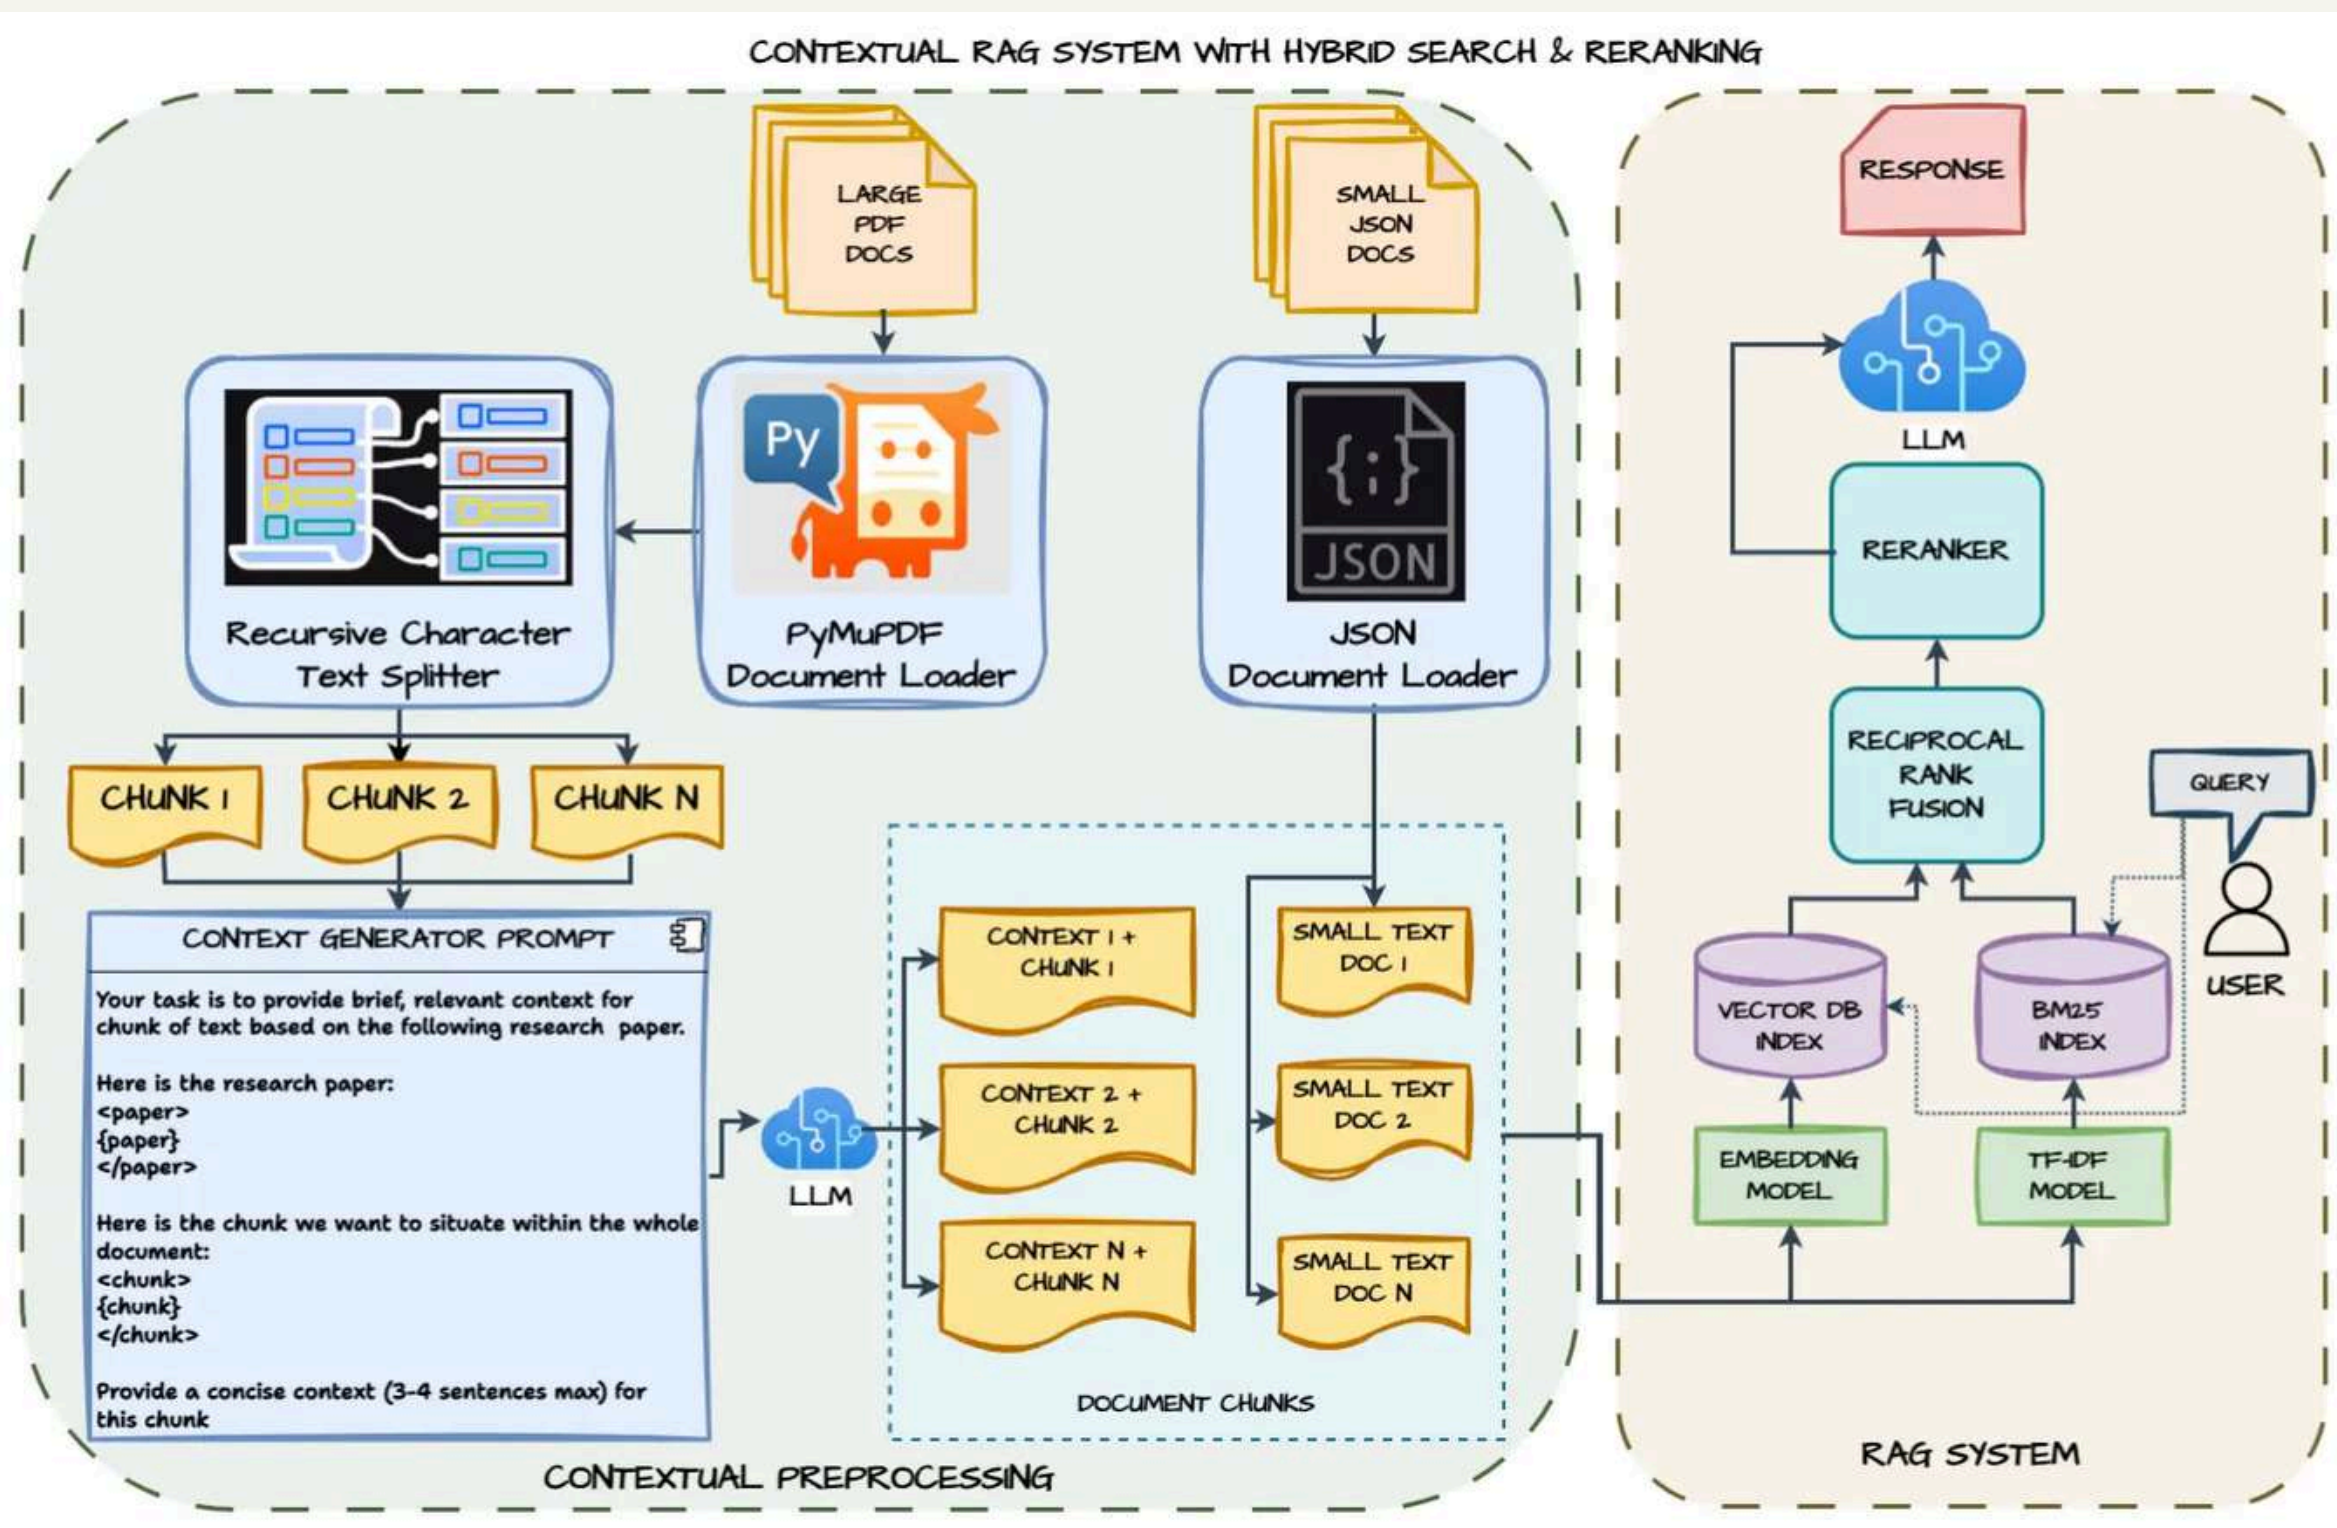 CONTEXTUAL RAG SYSTEM WITH HYBRID SEARCH & RERANKING
LARGE
PDF
DOCS
SMALL
JSON
DOCS
Py
{;}
JSON
Recursive Character
Text Splitter
PyMuPDF
Document Loader
JSON
Document Loader
CHUNK 1
CHUNK 2
CHUNK N
CONTEXT GENERATOR PROMPT
Your task is to provide brief, relevant context for
chunk of text based on the following research paper.
Here is the research paper:
<paper>
{paper}
</paper>
Here is the chunk we want to situate within the whole
document:
<chunk>
{chunk}
</chunk>
Provide a concise context (3-4 sentences max) for
this chunk
LLM
CONTEXT 1 +
CHUNK 1
CONTEXT 2 +
CHUNK 2
CONTEXT N +
CHUNK N
SMALL TEXT
DOC 1
SMALL TEXT
DOC 2
SMALL TEXT
DOC N
DOCUMENT CHUNKS
CONTEXTUAL PREPROCESSING
RESPONSE
LLM
RERANKER
RECIPROCAL
RANK
FUSION
QUERY
USER
VECTOR DB
INDEX
BM25
INDEX
EMBEDDING
MODEL
TF-IDF
MODEL
RAG SYSTEM